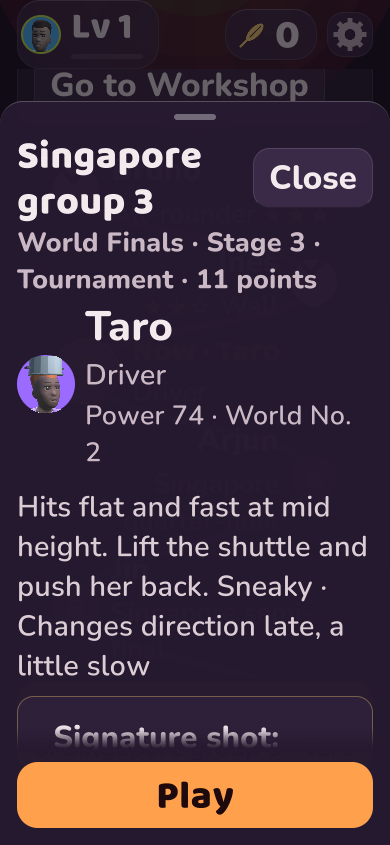 Lv 1
0
Go to Workshop
Singapore
group 3
Close
World Finals · Stage 3 ·
Tournament · 11 points
Taro
Driver
Power 74 · World No.
2
Hits flat and fast at mid
height. Lift the shuttle and
push her back. Sneaky ·
Changes direction late, a
little slow
Signature shot:
Play